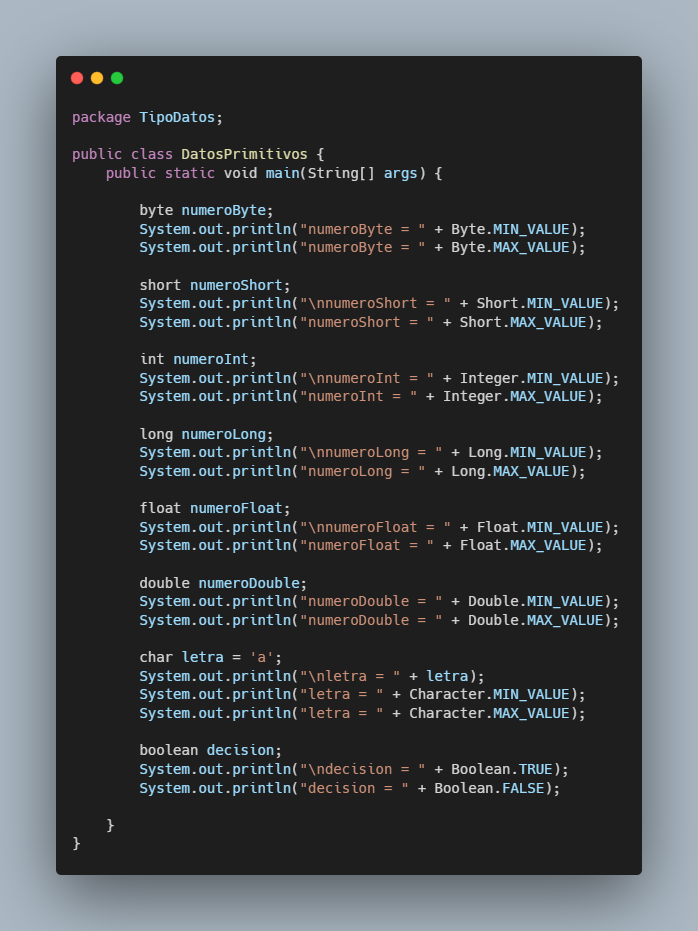 package TipoDatos;
public class DatosPrimitivos {
public static void main(String[] args) {
byte numeroByte;
System.out.println("numeroByte = " + Byte.MIN_VALUE);
System.out.println("numeroByte = " + Byte.MAX_VALUE);
short numeroShort;
System.out.println("\nnumeroShort = " + Short.MIN_VALUE);
System.out.println("numeroShort = " + Short.MAX_VALUE);
int numeroInt;
System.out.println("\nnumeroInt = " + Integer.MIN_VALUE);
System.out.println("numeroInt = " + Integer.MAX_VALUE);
long numeroLong;
System.out.println("\nnumeroLong = " + Long.MIN_VALUE);
System.out.println("numeroLong = " + Long.MAX_VALUE);
float numeroFloat;
System.out.println("\nnumeroFloat = " + Float.MIN_VALUE);
System.out.println("numeroFloat = " + Float.MAX_VALUE);
double numeroDouble;
System.out.println("numeroDouble = " + Double.MIN_VALUE);
System.out.println("numeroDouble = " + Double.MAX_VALUE);
char letra = 'a';
System.out.println("\nletra = " + letra);
System.out.println("letra = " + Character.MIN_VALUE);
System.out.println("letra = " + Character.MAX_VALUE);
boolean decision;
System.out.println("\ndecision = " + Boolean.TRUE);
System.out.println("decision = " + Boolean.FALSE);
}
}